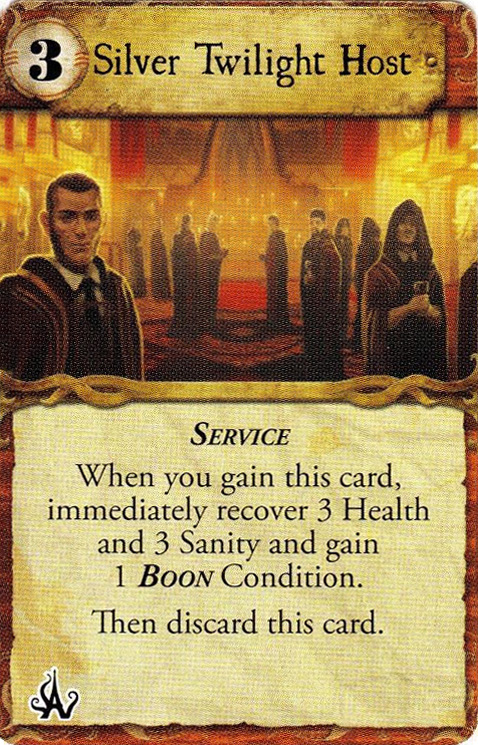 3 Silver Twilight Host
Service
When you gain this card,
immediately recover 3 Health
and 3 Sanity and gain
1 Boon Condition.
Then discard this card.